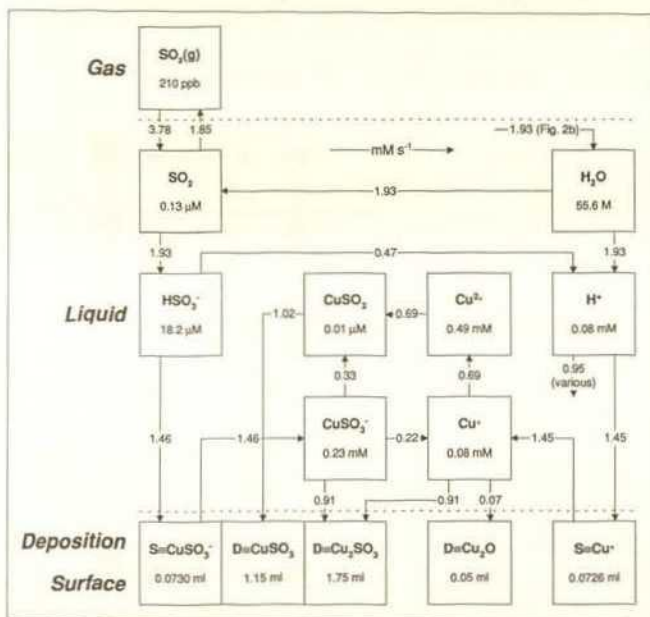 Gas
SO₂(g)
210 ppb
3.78
1.85
1.93 (Fig. 2b)
mM s⁻¹
SO₂
0.13 µM
1.93
H₂O
55.6 M
1.93
0.47
1.93
Liquid
HSO₃⁻
18.2 µM
CuSO₃
0.01 µM
Cu²⁺
0.49 mM
H⁺
0.08 mM
1.02
0.69
0.33
0.69
0.95
(various)
CuSO₃⁻
0.23 mM
Cu⁺
0.08 mM
1.46
1.46
0.22
1.45
1.45
0.91
0.91
0.07
Deposition
Surface
S≡CuSO₃⁻
0.0730 ml
D≡CuSO₃
1.15 ml
D≡Cu₂SO₃
1.75 ml
D≡Cu₂O
0.05 ml
S≡Cu⁺
0.0726 ml